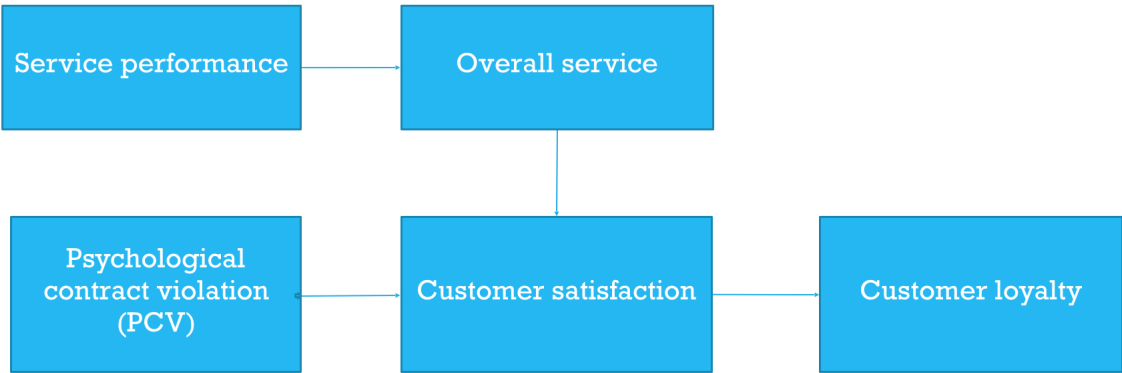 Service performance
Overall service
Psychological
contract violation
(PCV)
Customer satisfaction
Customer loyalty